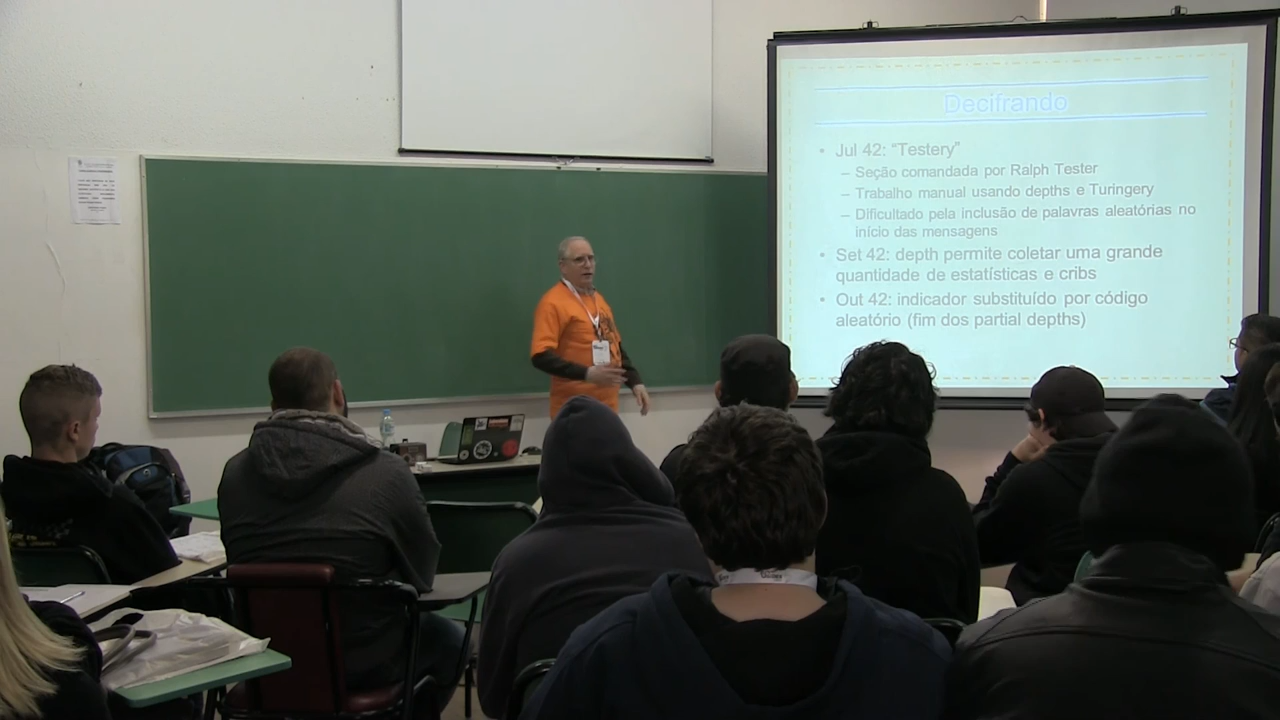 Decifrando
• Jul 42: “Testery”
– Seção comandada por Ralph Tester
– Trabalho manual usando depths e Turingery
– Dificultado pela inclusão de palavras aleatórias no
início das mensagens
• Set 42: depth permite coletar uma grande
quantidade de estatísticas e cribs
• Out 42: indicador substituído por código
aleatório (fim dos partial depths)